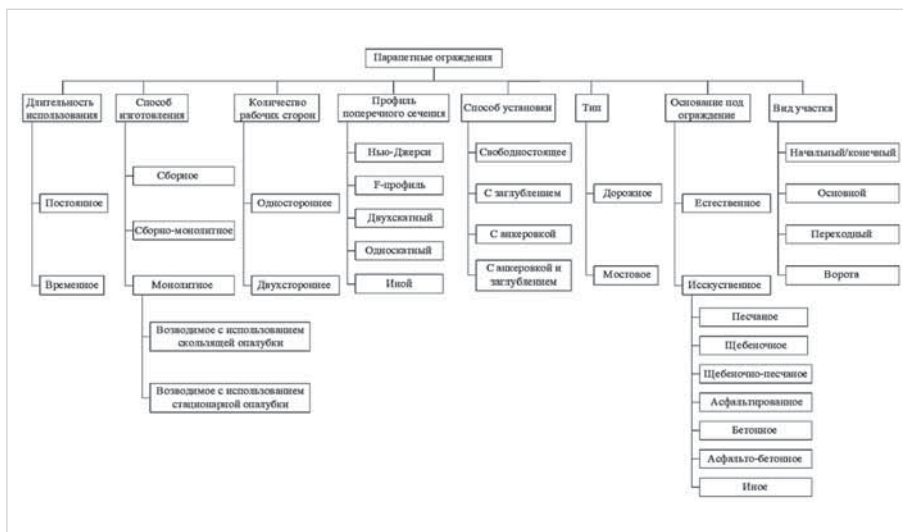 Парапетные ограждения
Длительность
использования
Постоянное
Временное
Способ
изготовления
Сборное
Сборно-монолитное
Монолитное
Возводимое с использованием
скользящей опалубки
Возводимое с использованием
стационарной опалубки
Количество
рабочих сторон
Одностороннее
Двухстороннее
Профиль
поперечного сечения
Нью-Джерси
F-профиль
Двухскатный
Односкатный
Иной
Способ установки
Свободностоящее
С заглублением
С анкеровкой
С анкеровкой и
заглублением
Тип
Дорожное
Мостовое
Основание под
ограждение
Естественное
Исскуственное
Песчаное
Щебеночное
Щебеночно-песчаное
Асфальтированное
Бетонное
Асфальто-бетонное
Иное
Вид участка
Начальный/конечный
Основной
Переходный
Ворога